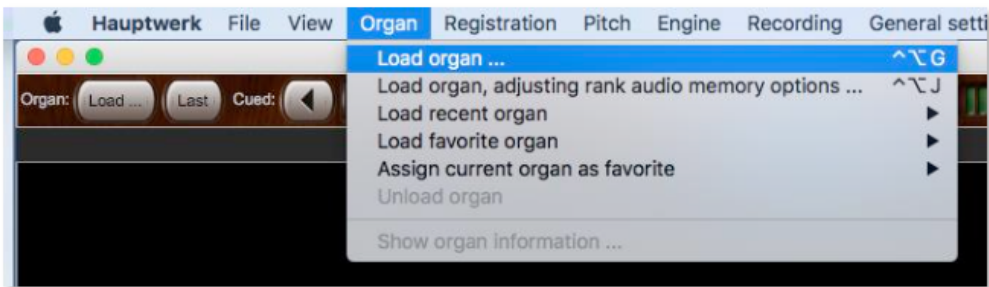 Hauptwerk File View Organ Registration Pitch Engine Recording General setti
Load organ ... ^⌥G
Load organ, adjusting rank audio memory options ... ^⌥J
Load recent organ ▶
Load favorite organ ▶
Assign current organ as favorite ▶
Unload organ
Show organ information ...
Organ: Load ... Last Cued: ◀